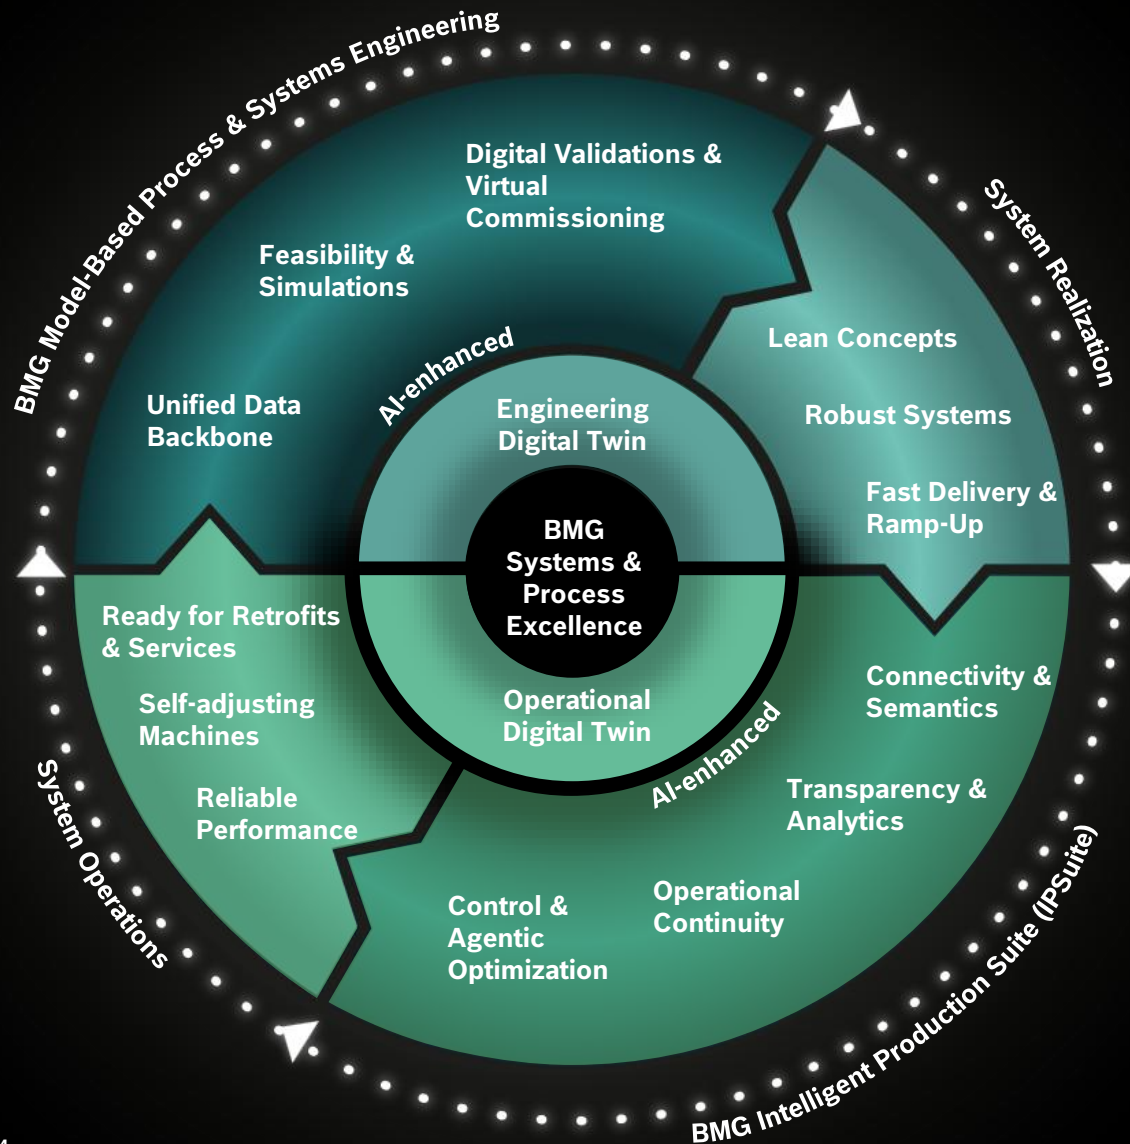 BMG Model-Based Process & Systems Engineering
System Realization
Digital Validations &
Virtual
Commissioning
Feasibility &
Simulations
Unified Data
Backbone
AI-enhanced
Lean Concepts
Robust Systems
Fast Delivery &
Ramp-Up
Engineering
Digital Twin
BMG
Systems &
Process
Excellence
Operational
Digital Twin
AI-enhanced
Ready for Retrofits
& Services
Self-adjusting
Machines
Reliable
Performance
Connectivity &
Semantics
Transparency &
Analytics
Operational
Continuity
Control &
Agentic
Optimization
System Operations
BMG Intelligent Production Suite (IPSuite)